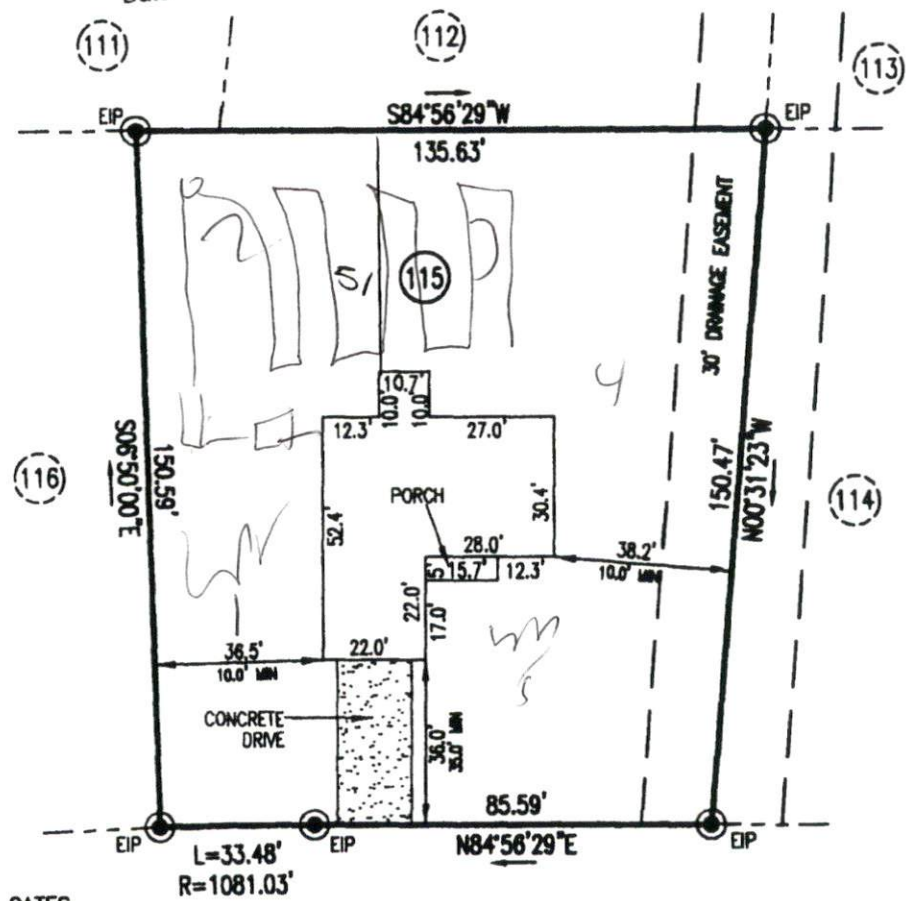 111
112
113
EIP
S84°56'29"W
EIP
135.63'
30' DRAINAGE EASEMENT
2
5
115
4
10.7'
10.0'
10.0'
12.3'
27.0'
116
S06°50'00"E
150.59'
52.4'
PORCH
30.4'
150.47'
N00°31'23"W
114
28.0'
38.2'
10.0' MIN
5'
15.7'
12.3'
22.0'
17.0'
36.5'
10.0' MIN
22.0'
CONCRETE
DRIVE
36.0'
35.0' MIN
85.59'
EIP
EIP
N84°56'29"E
EIP
L=33.48'
R=1081.03'